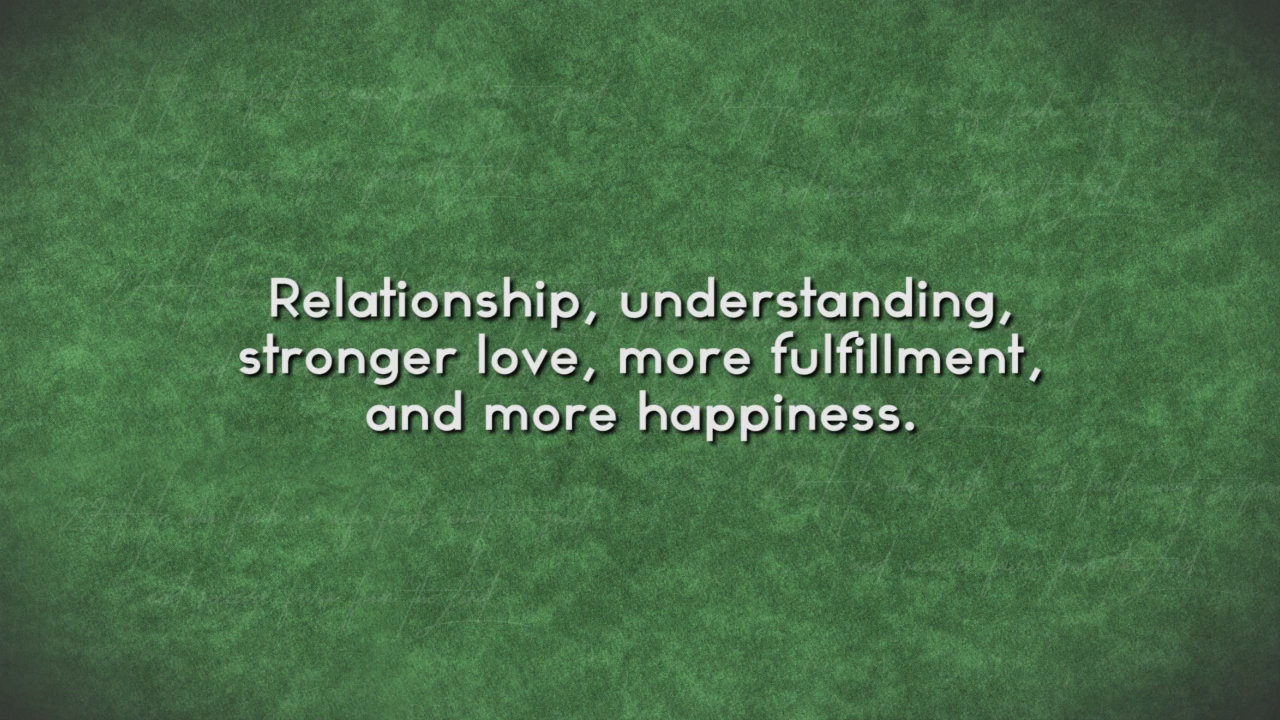 Relationship, understanding,
stronger love, more fulfillment,
and more happiness.